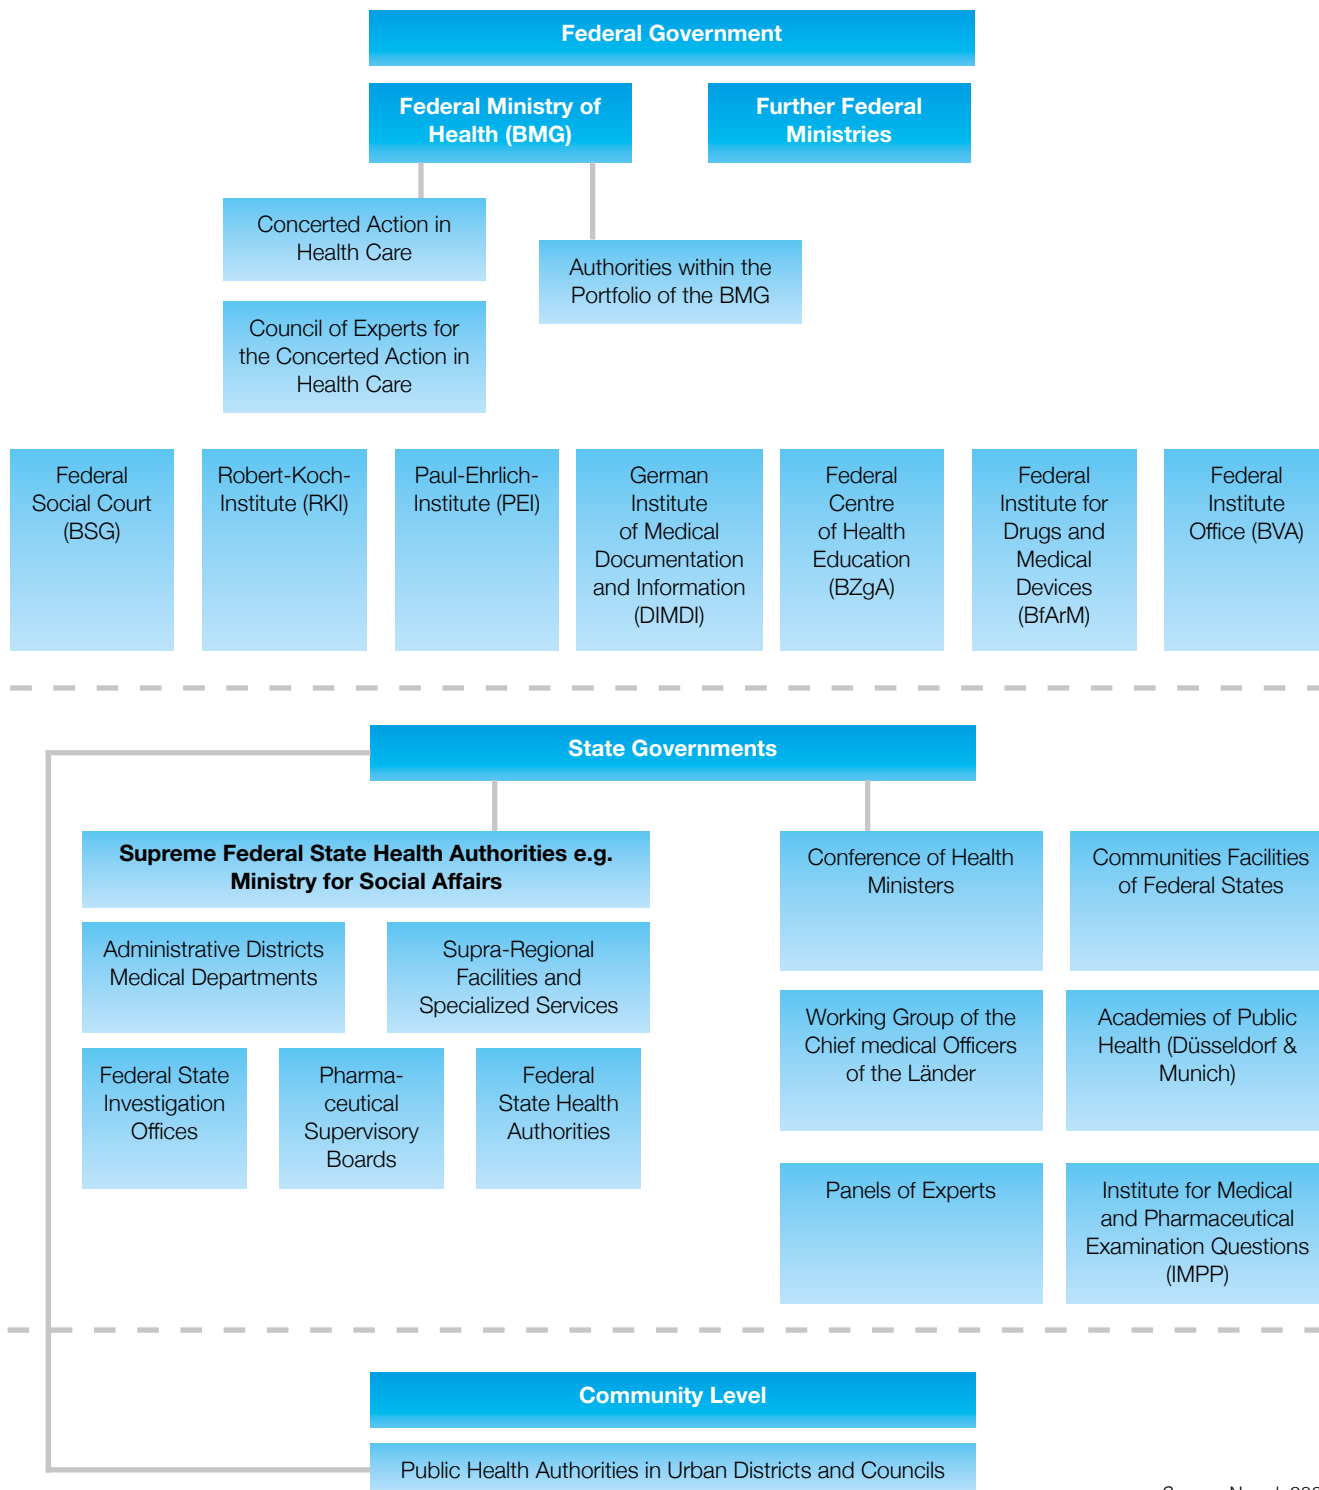 Federal Government
Federal Ministry of
Health (BMG)
Further Federal
Ministries
Concerted Action in
Health Care
Authorities within the
Portfolio of the BMG
Council of Experts for
the Concerted Action in
Health Care
Federal
Social Court
(BSG)
Robert-Koch-
Institute (RKI)
Paul-Ehrlich-
Institute (PEI)
German
Institute
of Medical
Documentation
and Information
(DIMDI)
Federal
Centre
of Health
Education
(BZgA)
Federal
Institute for
Drugs and
Medical
Devices
(BfArM)
Federal
Institute
Office (BVA)
State Governments
Supreme Federal State Health Authorities e.g.
Ministry for Social Affairs
Conference of Health
Ministers
Communities Facilities
of Federal States
Administrative Districts
Medical Departments
Supra-Regional
Facilities and
Specialized Services
Working Group of the
Chief medical Officers
of the Länder
Academies of Public
Health (Düsseldorf &
Munich)
Federal State
Investigation
Offices
Pharma-
ceutical
Supervisory
Boards
Federal
State Health
Authorities
Panels of Experts
Institute for Medical
and Pharmaceutical
Examination Questions
(IMPP)
Community Level
Public Health Authorities in Urban Districts and Councils